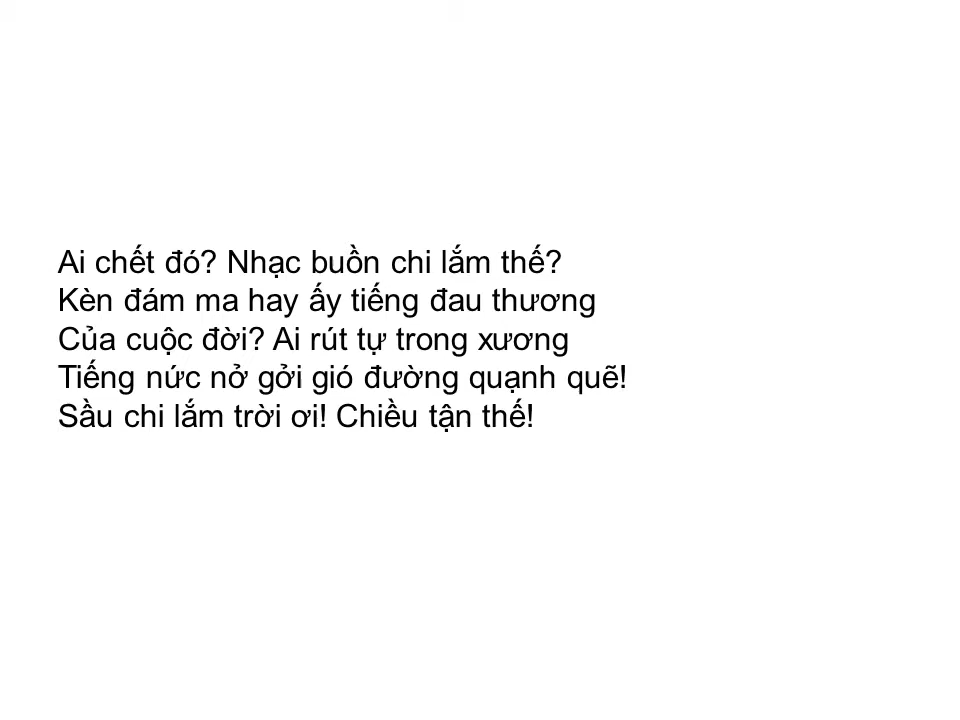 Ai chết đó? Nhạc buồn chi lắm thế?
Kèn đám ma hay ấy tiếng đau thương
Của cuộc đời? Ai rút tự trong xương
Tiếng nức nở gởi gió đường quạnh quẽ!
Sầu chi lắm trời ơi! Chiều tận thế!